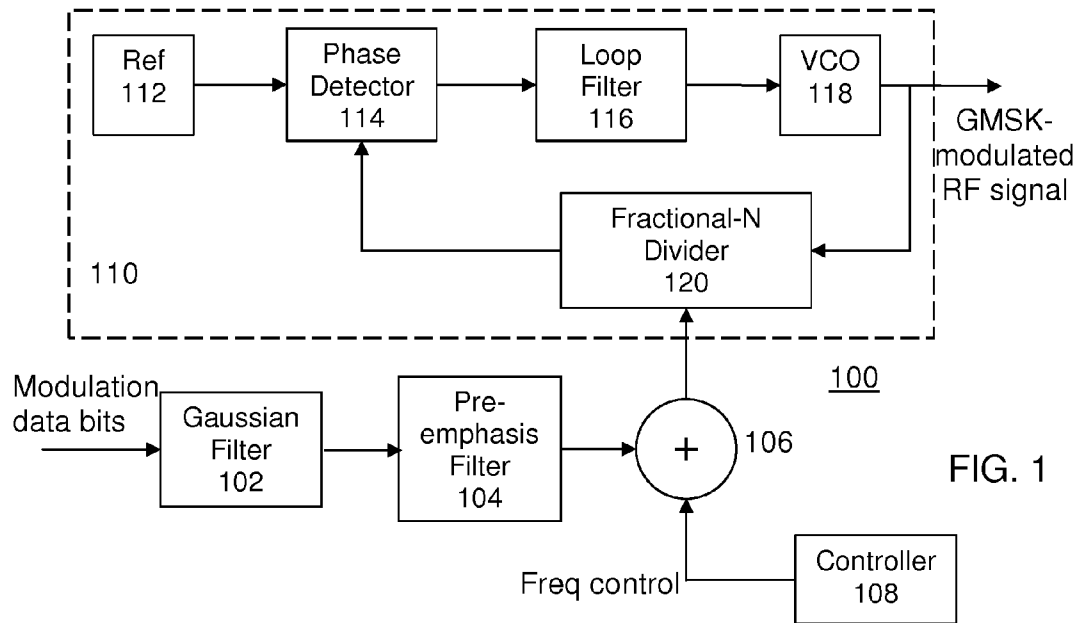 Ref
112
Phase
Detector
114
Loop
Filter
116
VCO
118
GMSK-
modulated
RF signal
Fractional-N
Divider
120
110
Modulation
data bits
Gaussian
Filter
102
Pre-
emphasis
Filter
104
+
106
100
FIG. 1
Freq control
Controller
108